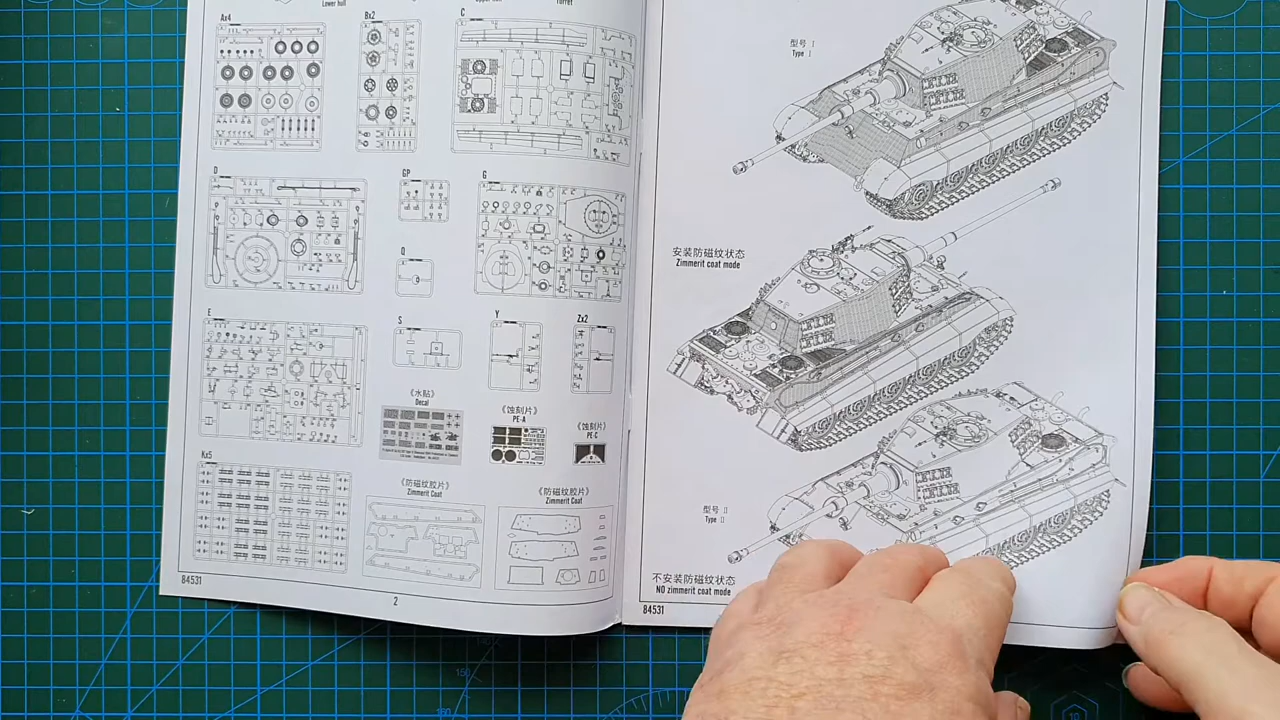 Lower hull
Turret
Ax4
Bx2
C
D
GP
G
Q
E
S
Y
Zx2
《水贴》
Decal
《蚀刻片》
PE-A
《蚀刻片》
PE-C
Kx5
《防磁纹胶片》
Zimmerit Coat
《防磁纹胶片》
Zimmerit Coat
84531
2
型号 I
Type I
安装防磁纹状态
Zimmerit coat mode
型号 II
Type II
不安装防磁纹状态
NO zimmerit coat mode
84531